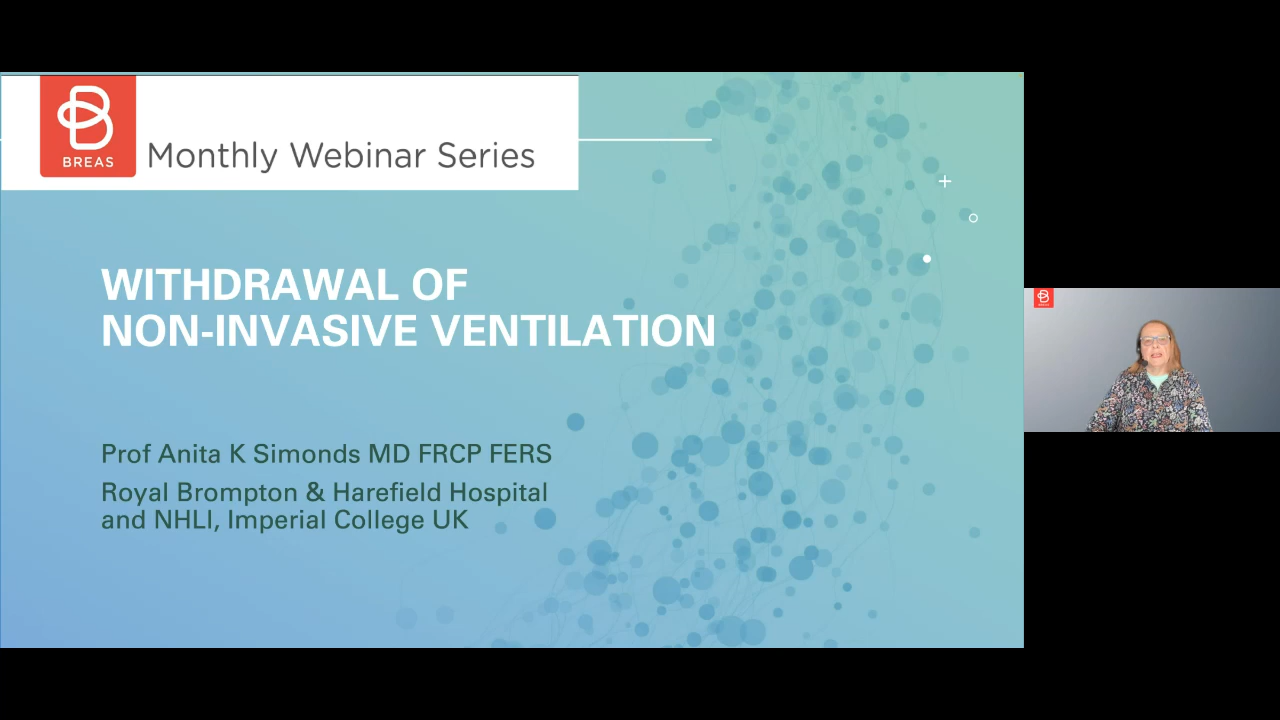 BREAS
Monthly Webinar Series
WITHDRAWAL OF
NON-INVASIVE VENTILATION
Prof Anita K Simonds MD FRCP FERS
Royal Brompton & Harefield Hospital
and NHLI, Imperial College UK